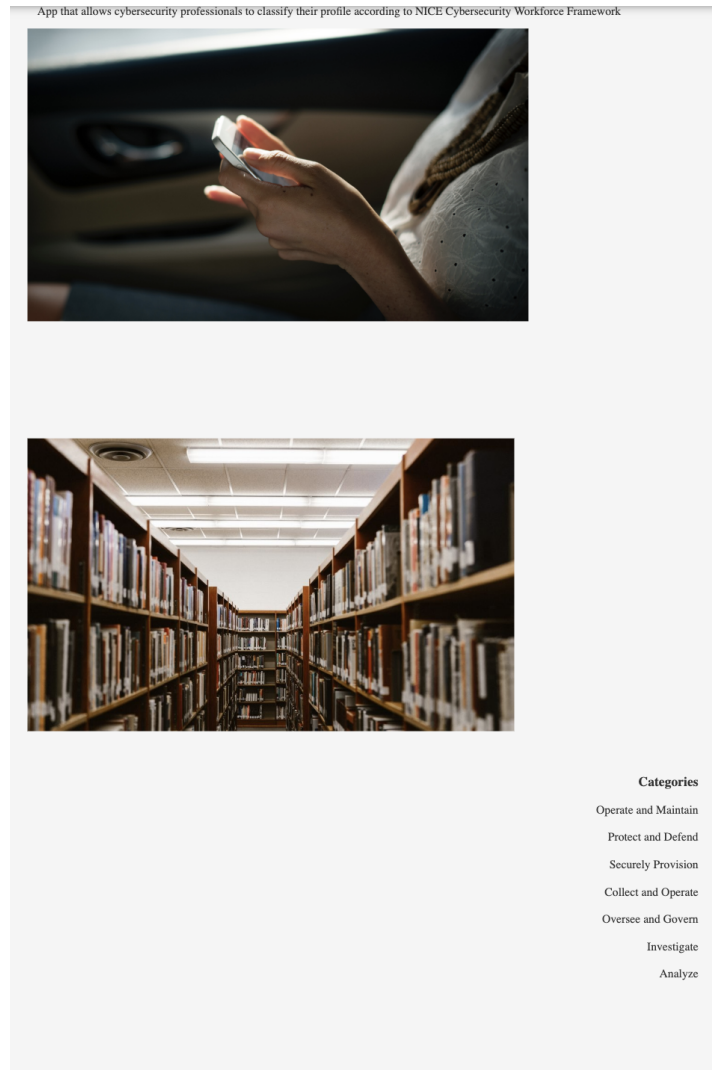 App that allows cybersecurity professionals to classify their profile according to NICE Cybersecurity Workforce Framework
Categories
Operate and Maintain
Protect and Defend
Securely Provision
Collect and Operate
Oversee and Govern
Investigate
Analyze